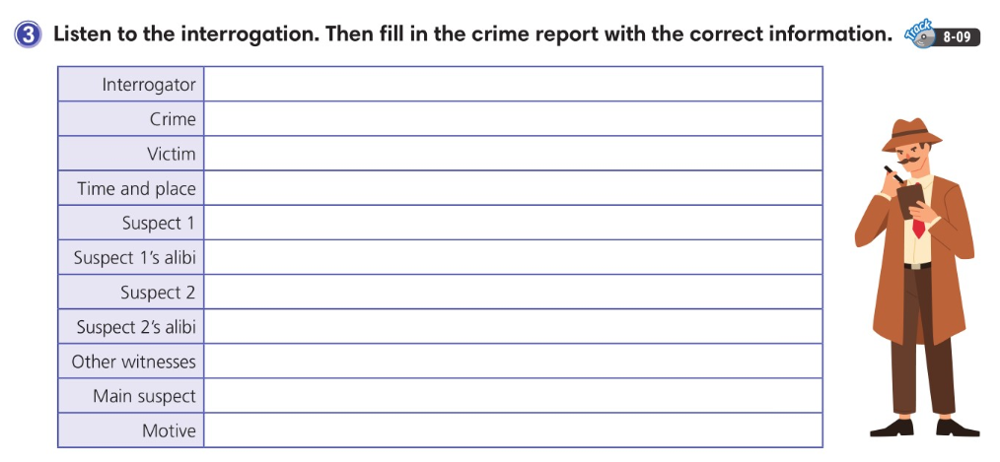 3 Listen to the interrogation. Then fill in the crime report with the correct information. Track 8-09
Interrogator
Crime
Victim
Time and place
Suspect 1
Suspect 1's alibi
Suspect 2
Suspect 2's alibi
Other witnesses
Main suspect
Motive